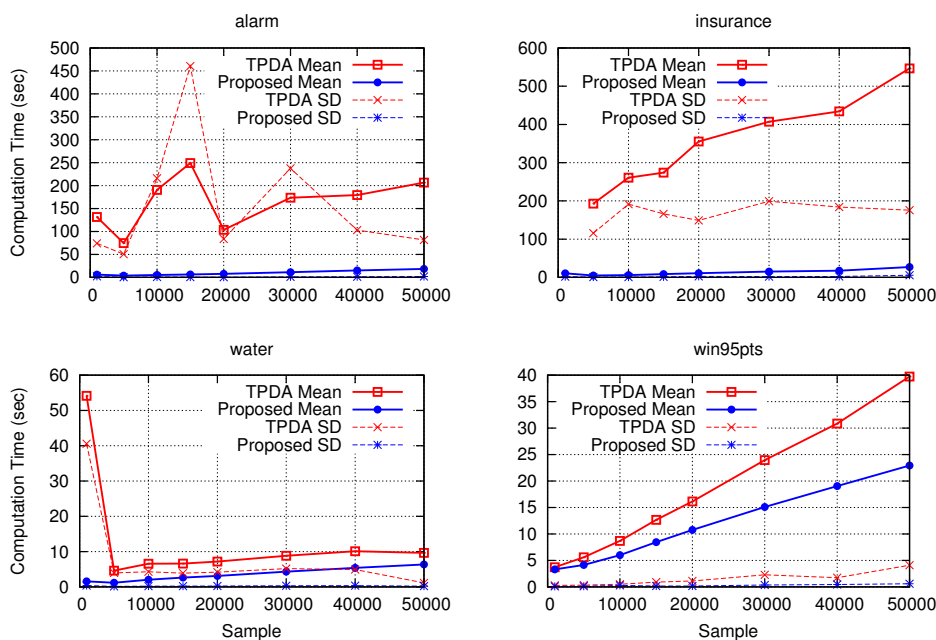 alarm
Computation Time (sec)
500
450
400
350
300
250
200
150
100
50
0
TPDA Mean
Proposed Mean
TPDA SD
Proposed SD
0 10000 20000 30000 40000 50000
insurance
600
500
400
300
200
100
0
TPDA Mean
Proposed Mean
TPDA SD
Proposed SD
0 10000 20000 30000 40000 50000
water
Computation Time (sec)
60
50
40
30
20
10
0
TPDA Mean
Proposed Mean
TPDA SD
Proposed SD
0 10000 20000 30000 40000 50000
Sample
win95pts
40
35
30
25
20
15
10
5
0
TPDA Mean
Proposed Mean
TPDA SD
Proposed SD
0 10000 20000 30000 40000 50000
Sample